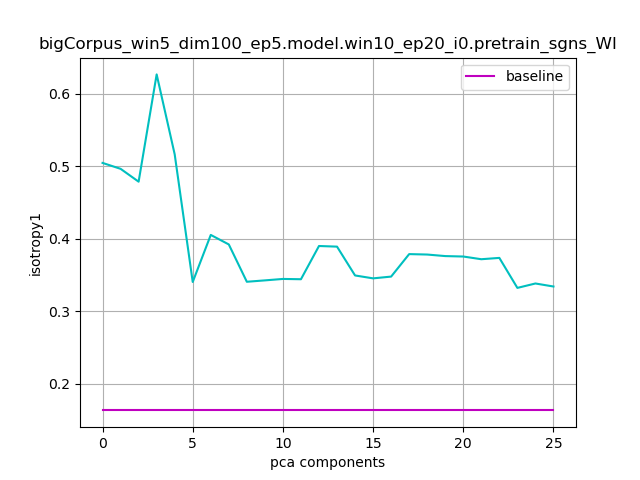 bigCorpus_win5_dim100_ep5.model.win10_ep20_i0.pretrain_sgns_WI
baseline
0.6
0.5
0.4
0.3
0.2
isotropy1
0 5 10 15 20 25
pca components